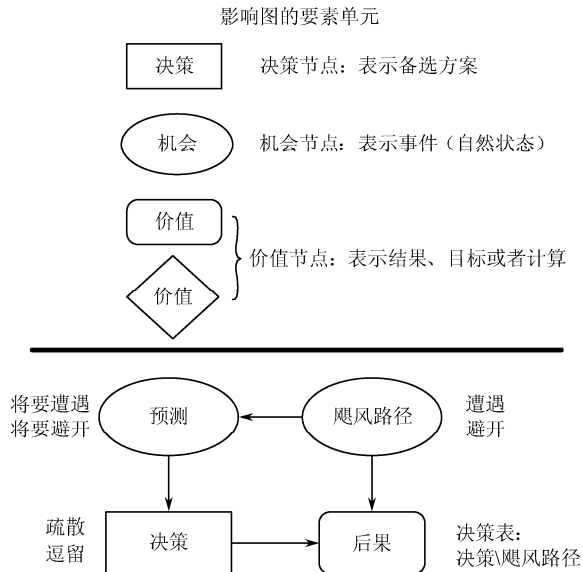 影响图的要素单元
决策
决策节点：表示备选方案
机会
机会节点：表示事件（自然状态）
价值
价值节点：表示结果、目标或者计算
价值
将要遭遇
将要避开
预测
飓风路径
遭遇
避开
疏散
逗留
决策
后果
决策表：
决策\飓风路径